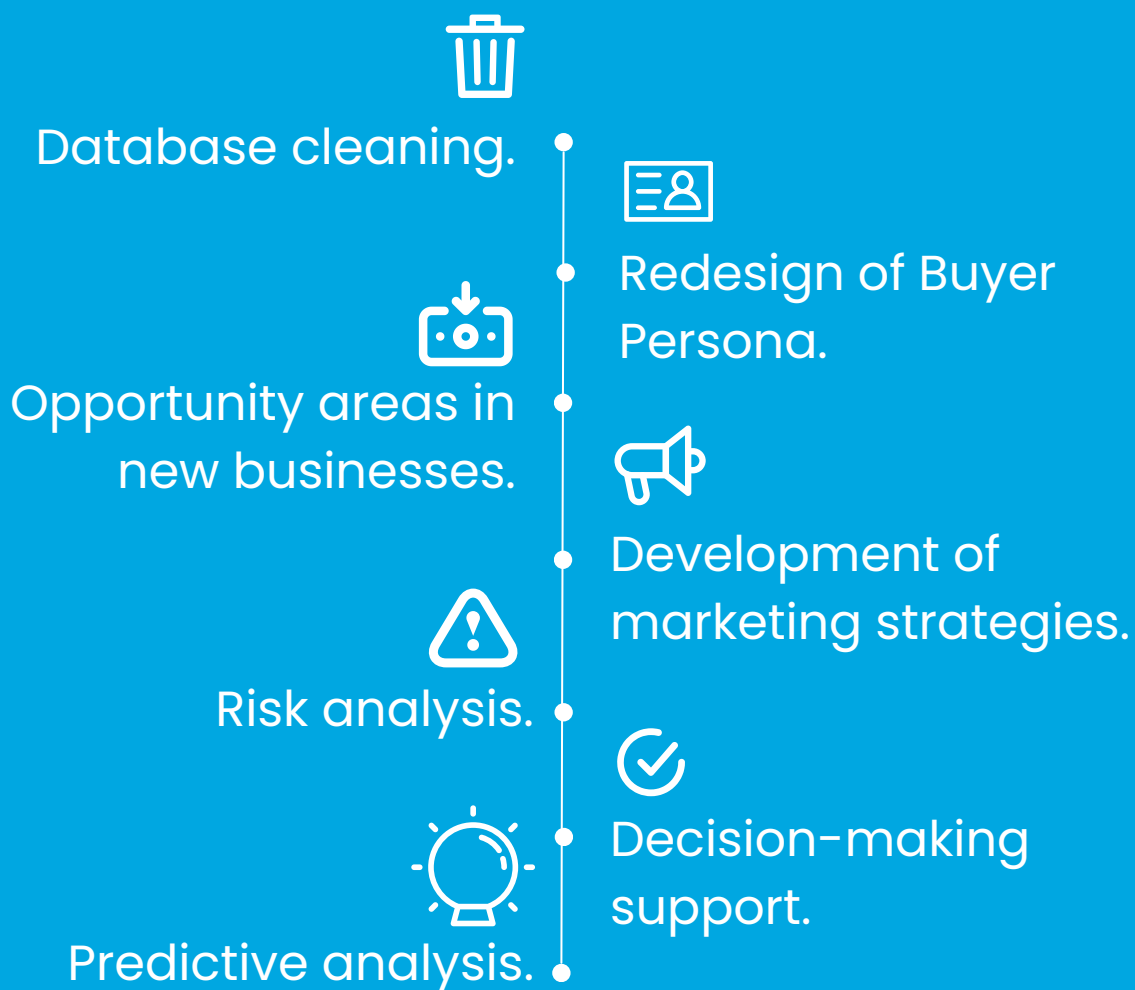 Database cleaning.
Redesign of Buyer
Persona.
Opportunity areas in
new businesses.
Development of
marketing strategies.
Risk analysis.
Decision-making
support.
Predictive analysis.